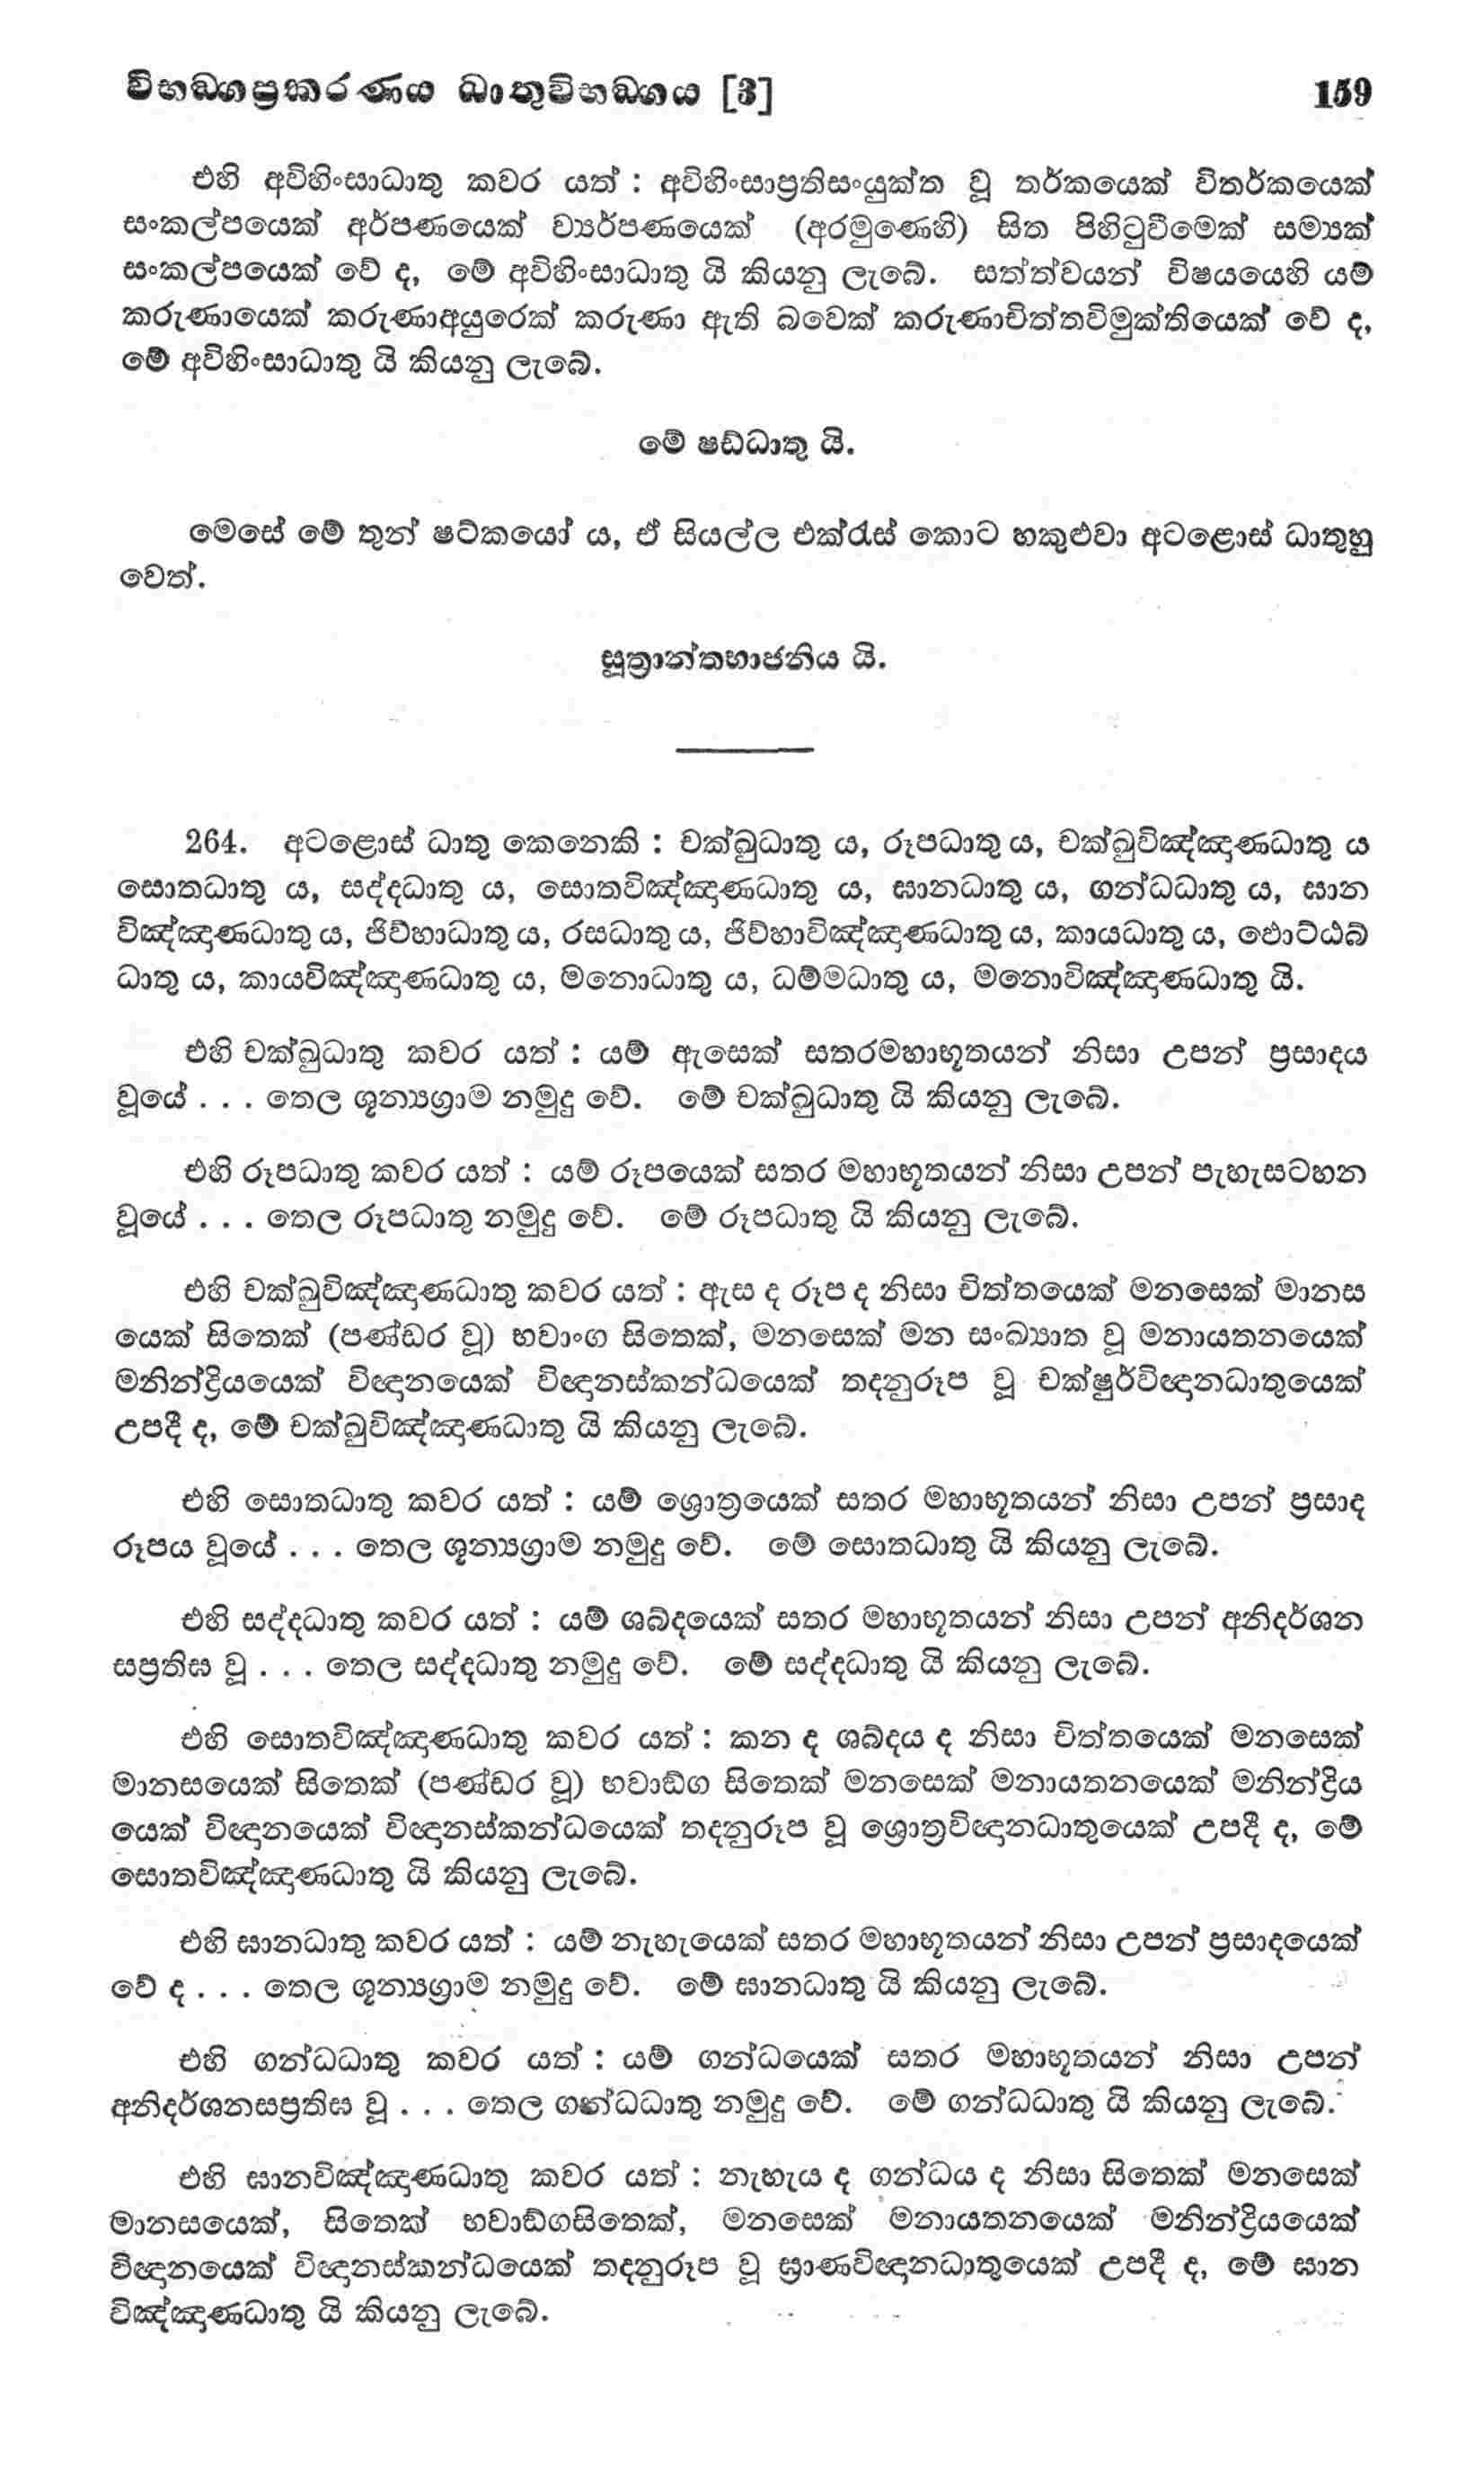 විභඞ්ගප්‍රකරණය ධාතුවිභඞ්ගය [3] 159
එහි අවිහිංසාධාතු කවර යත් : අවිහිංසාප්‍රතිසංයුක්ත වූ තර්කයෙක් විතර්කයෙක්
සංකල්පයෙක් අර්පණයෙක් ව්‍යර්පණයෙක් (අරමුණෙහි) සිත පිහිටුවීමෙක් සම්‍යක්
සංකල්පයෙක් වේ ද, මේ අවිහිංසාධාතු යි කියනු ලැබේ. සත්ත්වයන් විෂයයෙහි යම්
කරුණායෙක් කරුණාඅයුරෙක් කරුණා ඇති බවෙක් කරුණාචිත්තවිමුක්තියෙක් වේ ද,
මේ අවිහිංසාධාතු යි කියනු ලැබේ.
මේ ෂඩ්ධාතු යි.
මෙසේ මේ තුන් ෂට්කයෝ ය, ඒ සියල්ල එක්රැස් කොට හකුළුවා අටළොස් ධාතුහු
වෙත්.
සූත්‍රාන්තභාජනිය යි.
264. අටළොස් ධාතු කෙනෙකි : චක්ඛුධාතු ය, රූපධාතු ය, චක්ඛුවිඤ්ඤාණධාතු ය
සොතධාතු ය, සද්දධාතු ය, සොතවිඤ්ඤාණධාතු ය, ඝානධාතු ය, ගන්ධධාතු ය, ඝාන
විඤ්ඤාණධාතු ය, ජිව්හාධාතු ය, රසධාතු ය, ජිව්හාවිඤ්ඤාණධාතු ය, කායධාතු ය, ඵොට්ඨබ්
ධාතු ය, කායවිඤ්ඤාණධාතු ය, මනොධාතු ය, ධම්මධාතු ය, මනොවිඤ්ඤාණධාතු යි.
එහි චක්ඛුධාතු කවර යත් : යම් ඇසෙක් සතරමහාභූතයන් නිසා උපන් ප්‍රසාදය
වූයේ . . . තෙල ශූන්‍යග්‍රාම නමුදු වේ. මේ චක්ඛුධාතු යි කියනු ලැබේ.
එහි රූපධාතු කවර යත් : යම් රූපයෙක් සතර මහාභූතයන් නිසා උපන් පැහැසටහන
වූයේ . . . තෙල රූපධාතු නමුදු වේ. මේ රූපධාතු යි කියනු ලැබේ.
එහි චක්ඛුවිඤ්ඤාණධාතු කවර යත් : ඇස ද රූප ද නිසා චිත්තයෙක් මනසෙක් මානස
යෙක් සිතෙක් (පණ්ඩර වූ) භවාංග සිතෙක්, මනසෙක් මන සංඛ්‍යාත වූ මනායතනයෙක්
මනින්ද්‍රියයෙක් විඥානයෙක් විඥානස්කන්ධයෙක් තදනුරූප වූ චක්ෂුර්විඥානධාතුයෙක්
උපදී ද, මේ චක්ඛුවිඤ්ඤාණධාතු යි කියනු ලැබේ.
එහි සොතධාතු කවර යත් : යම් ශ්‍රොත්‍රයෙක් සතර මහාභූතයන් නිසා උපන් ප්‍රසාද
රූපය වූයේ . . . තෙල ශූන්‍යග්‍රාම නමුදු වේ. මේ සොතධාතු යි කියනු ලැබේ.
එහි සද්දධාතු කවර යත් : යම් ශබ්දයෙක් සතර මහාභූතයන් නිසා උපන් අනිදර්ශන
සප්‍රතිඝ වූ . . . තෙල සද්දධාතු නමුදු වේ. මේ සද්දධාතු යි කියනු ලැබේ.
එහි සොතවිඤ්ඤාණධාතු කවර යත් : කන ද ශබ්දය ද නිසා චිත්තයෙක් මනසෙක්
මානසයෙක් සිතෙක් (පණ්ඩර වූ) භවාඞ්ග සිතෙක් මනසෙක් මනායතනයෙක් මනින්ද්‍රිය
යෙක් විඥානයෙක් විඥානස්කන්ධයෙක් තදනුරූප වූ ශ්‍රොත්‍රවිඥානධාතුයෙක් උපදී ද, මේ
සොතවිඤ්ඤාණධාතු යි කියනු ලැබේ.
එහි ඝානධාතු කවර යත් : යම් නැහැයෙක් සතර මහාභූතයන් නිසා උපන් ප්‍රසාදයෙක්
වේ ද . . . තෙල ශූන්‍යග්‍රාම නමුදු වේ. මේ ඝානධාතු යි කියනු ලැබේ.
එහි ගන්ධධාතු කවර යත් : යම් ගන්ධයෙක් සතර මහාභූතයන් නිසා උපන්
අනිදර්ශනසප්‍රතිඝ වූ . . . තෙල ගන්ධධාතු නමුදු වේ. මේ ගන්ධධාතු යි කියනු ලැබේ.
එහි ඝානවිඤ්ඤාණධාතු කවර යත් : නැහැය ද ගන්ධය ද නිසා සිතෙක් මනසෙක්
මානසයෙක්, සිතෙක් භවාඞ්ගසිතෙක්, මනසෙක් මනායතනයෙක් මනින්ද්‍රියයෙක්
විඥානයෙක් විඥානස්කන්ධයෙක් තදනුරූප වූ ඝ්‍රාණවිඥානධාතුයෙක් උපදී ද, මේ ඝාන
විඤ්ඤාණධාතු යි කියනු ලැබේ.